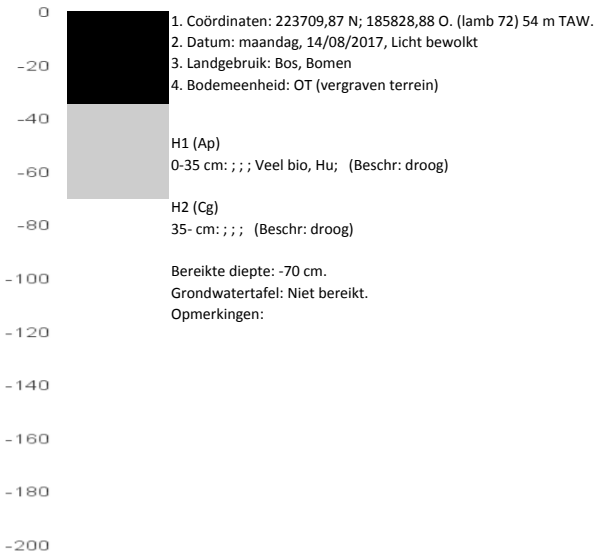 0
-20
-40
-60
-80
-100
-120
-140
-160
-180
-200
1. Coördinaten: 223709,87 N; 185828,88 O. (lamb 72) 54 m TAW.
2. Datum: maandag, 14/08/2017, Licht bewolkt
3. Landgebruik: Bos, Bomen
4. Bodemeenheid: OT (vergraven terrein)
H1 (Ap)
0-35 cm: ; ; ; Veel bio, Hu; (Beschr: droog)
H2 (Cg)
35- cm: ; ; ; (Beschr: droog)
Bereikte diepte: -70 cm.
Grondwatertafel: Niet bereikt.
Opmerkingen: